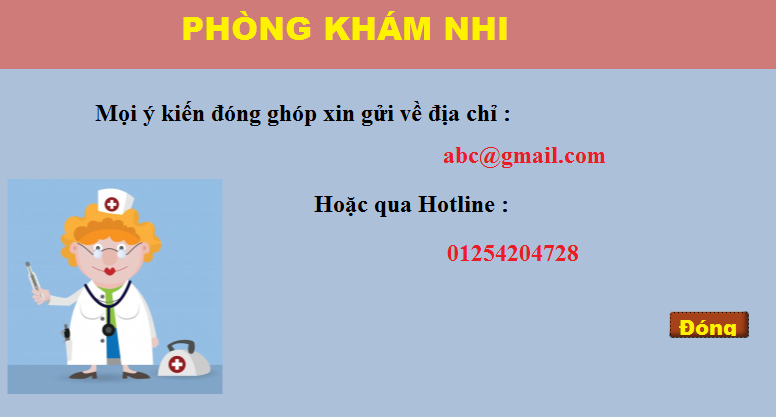 PHÒNG KHÁM NHI
Mọi ý kiến đóng ghóp xin gửi về địa chỉ :
abc@gmail.com
Hoặc qua Hotline :
01254204728
Đóng